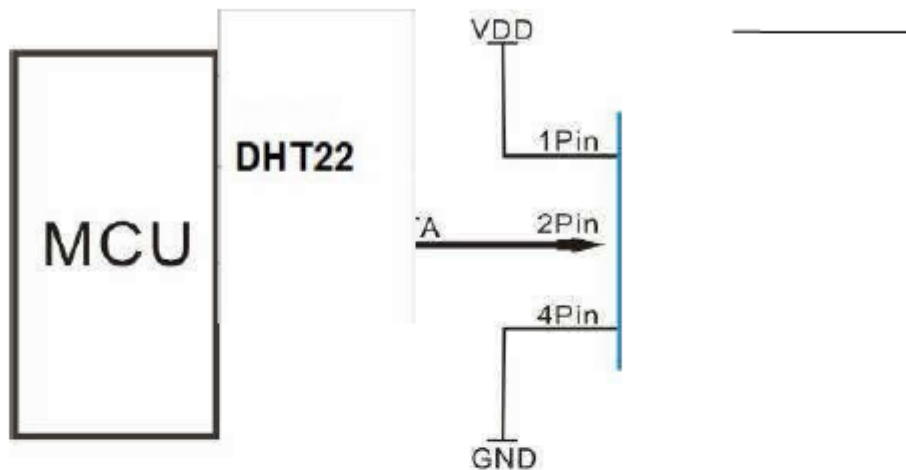 VDD
1Pin
DHT22
MCU
TA
2Pin
4Pin
GND